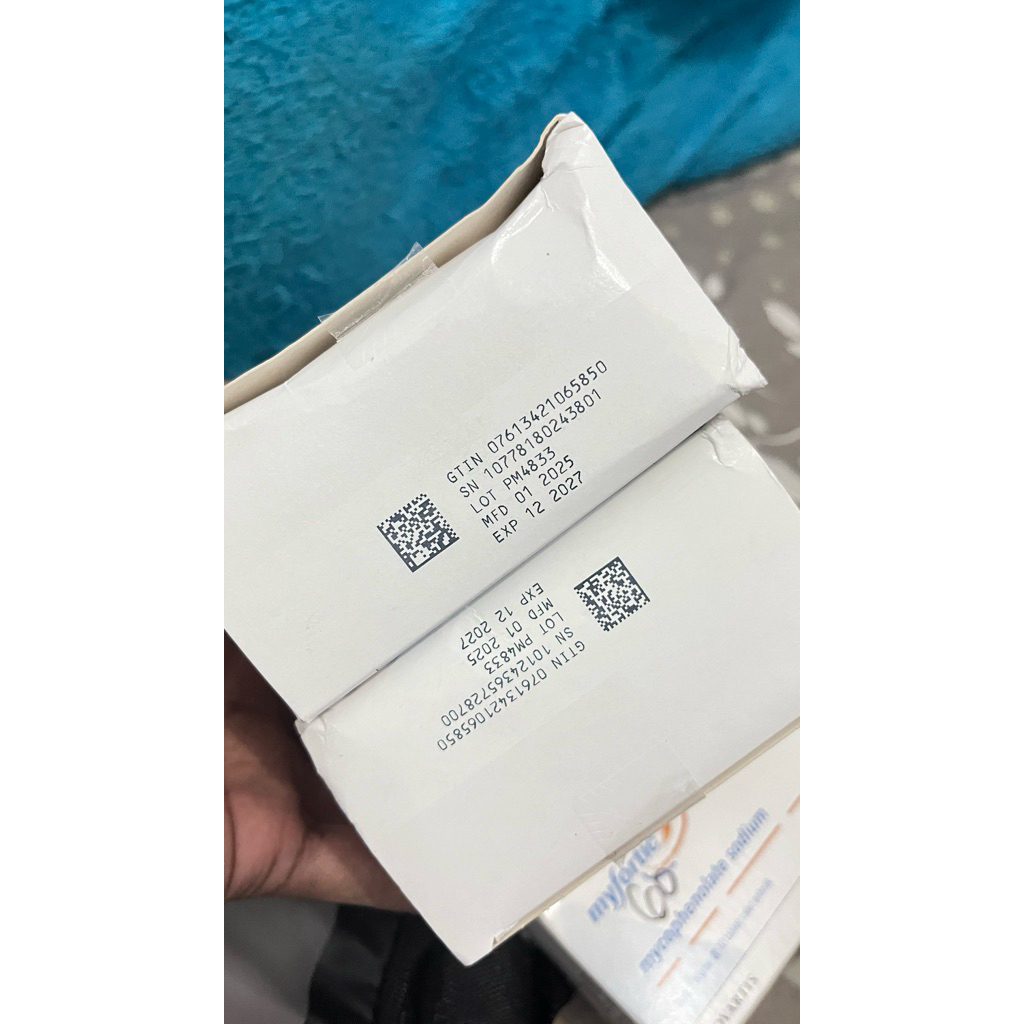 GTIN 07613421065850
SN 10778180243801
LOT PM4833
MFD 01 2025
EXP 12 2027
GTIN 07613421065850
SN 10124365728700
LOT PM4833
MFD 01 2025
EXP 12 2027
myfortic
mycophenolate sodium